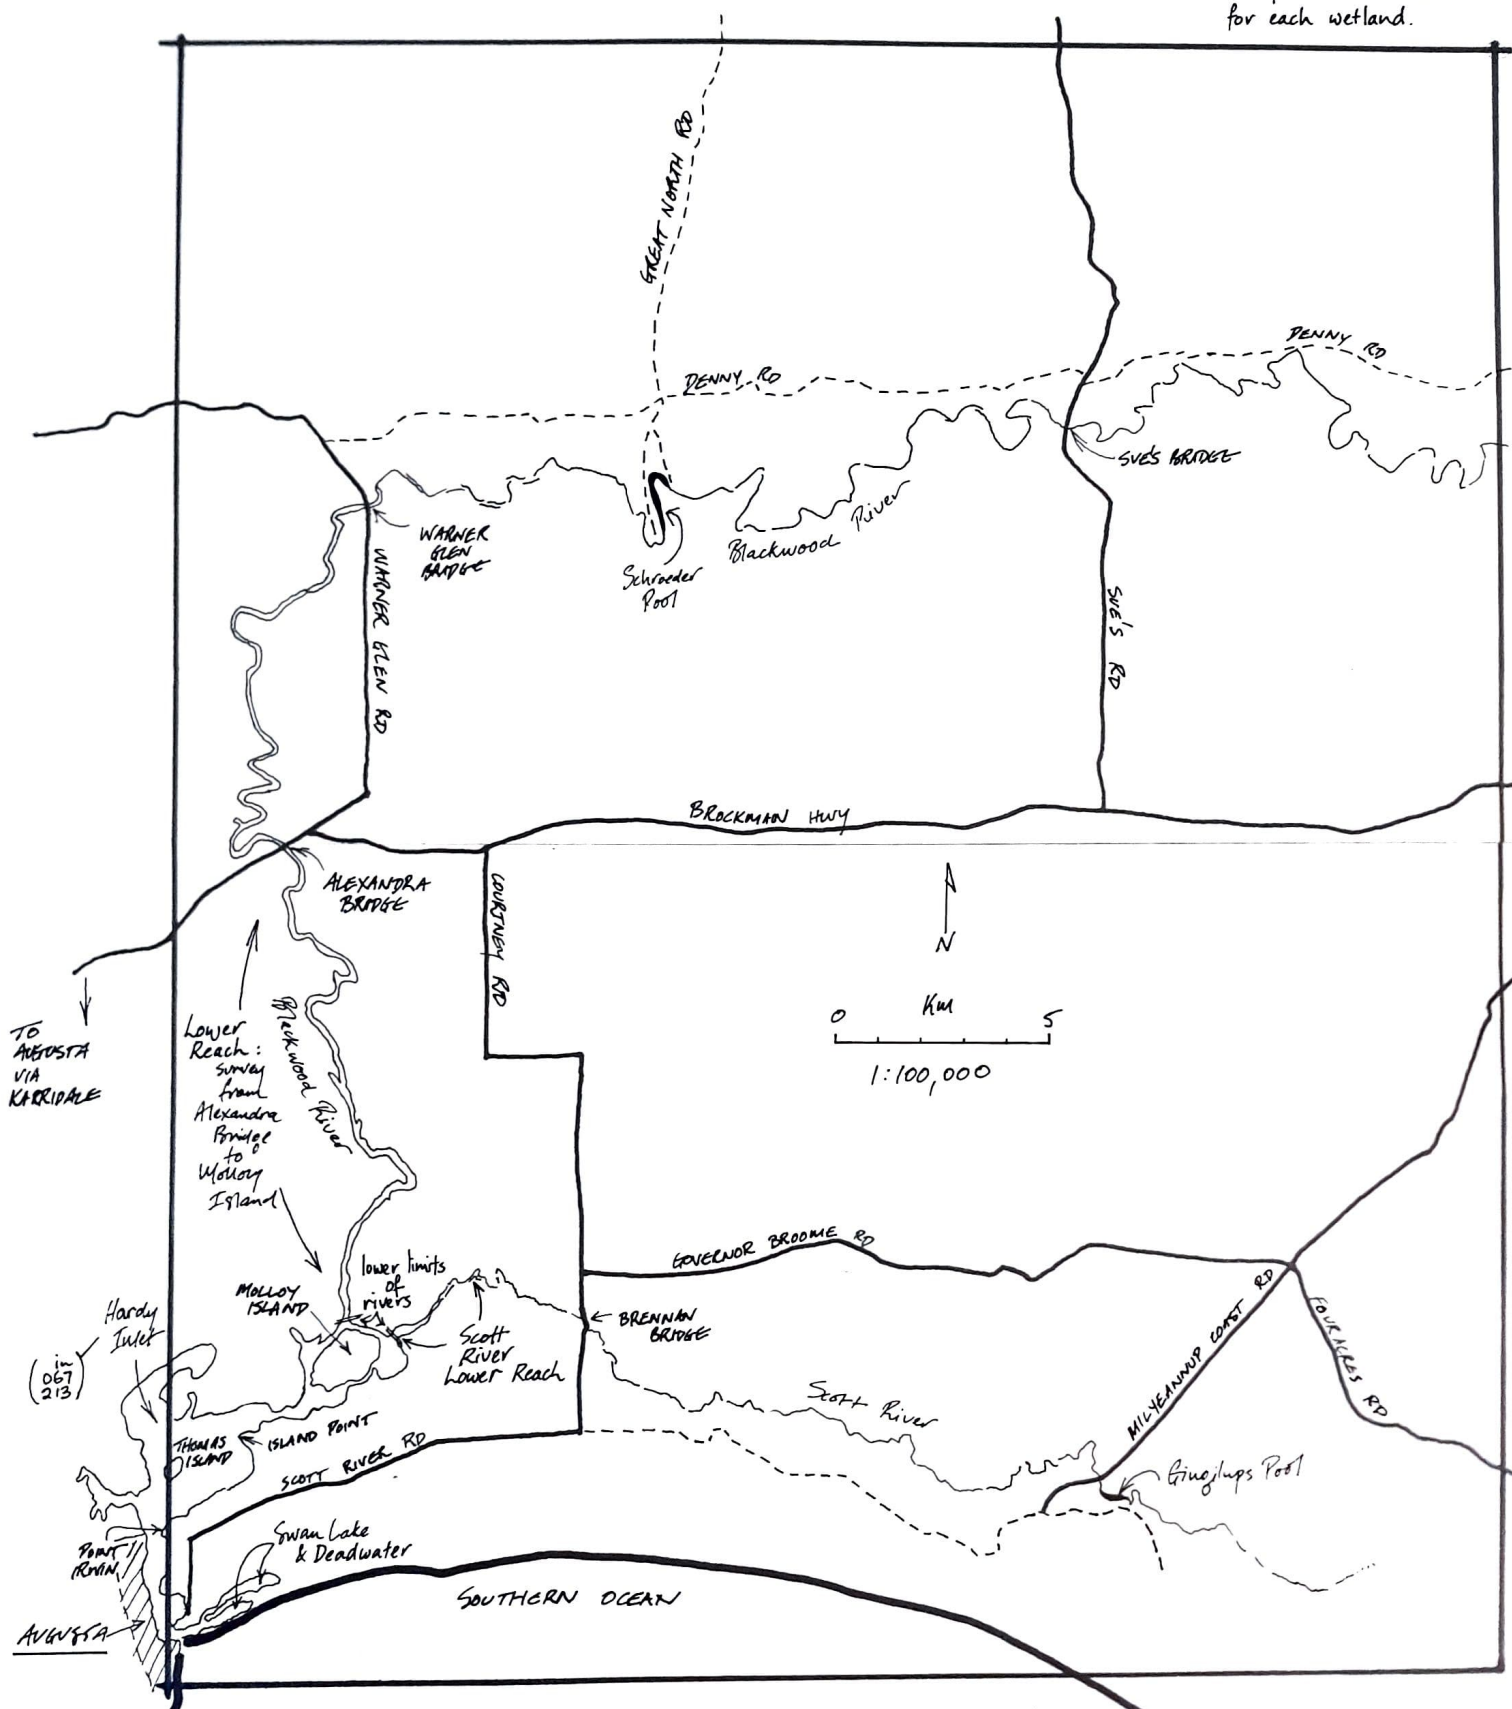 for each wetland.
GREAT NORTH RD
DENNY RD
DENNY RD
SUE'S BRIDGE
WARNER
GLEN
BRIDGE
Schroeder
Pool
Blackwood River
WARNER GLEN RD
SUE'S RD
BROCKMAN HWY
ALEXANDRA
BRIDGE
COURTNEY RD
N
Km
0 5
1:100,000
TO
AUGUSTA
VIA
KARRIDALE
Lower
Reach:
survey
from
Alexandra
Bridge
to
Molloy
Island
Blackwood River
GOVERNOR BROOME RD
lower limits
of
rivers
MOLLOY
ISLAND
Hardy
Inlet
(in
067
213)
BRENNAN
BRIDGE
Scott
River
Lower Reach
MILYEANNUP COAST RD
FOURACRES RD
Scott River
THOMAS
ISLAND
ISLAND POINT
SCOTT RIVER RD
Gingilups Pool
POINT
IRWIN
Swan Lake
& Deadwater
SOUTHERN OCEAN
AUGUSTA